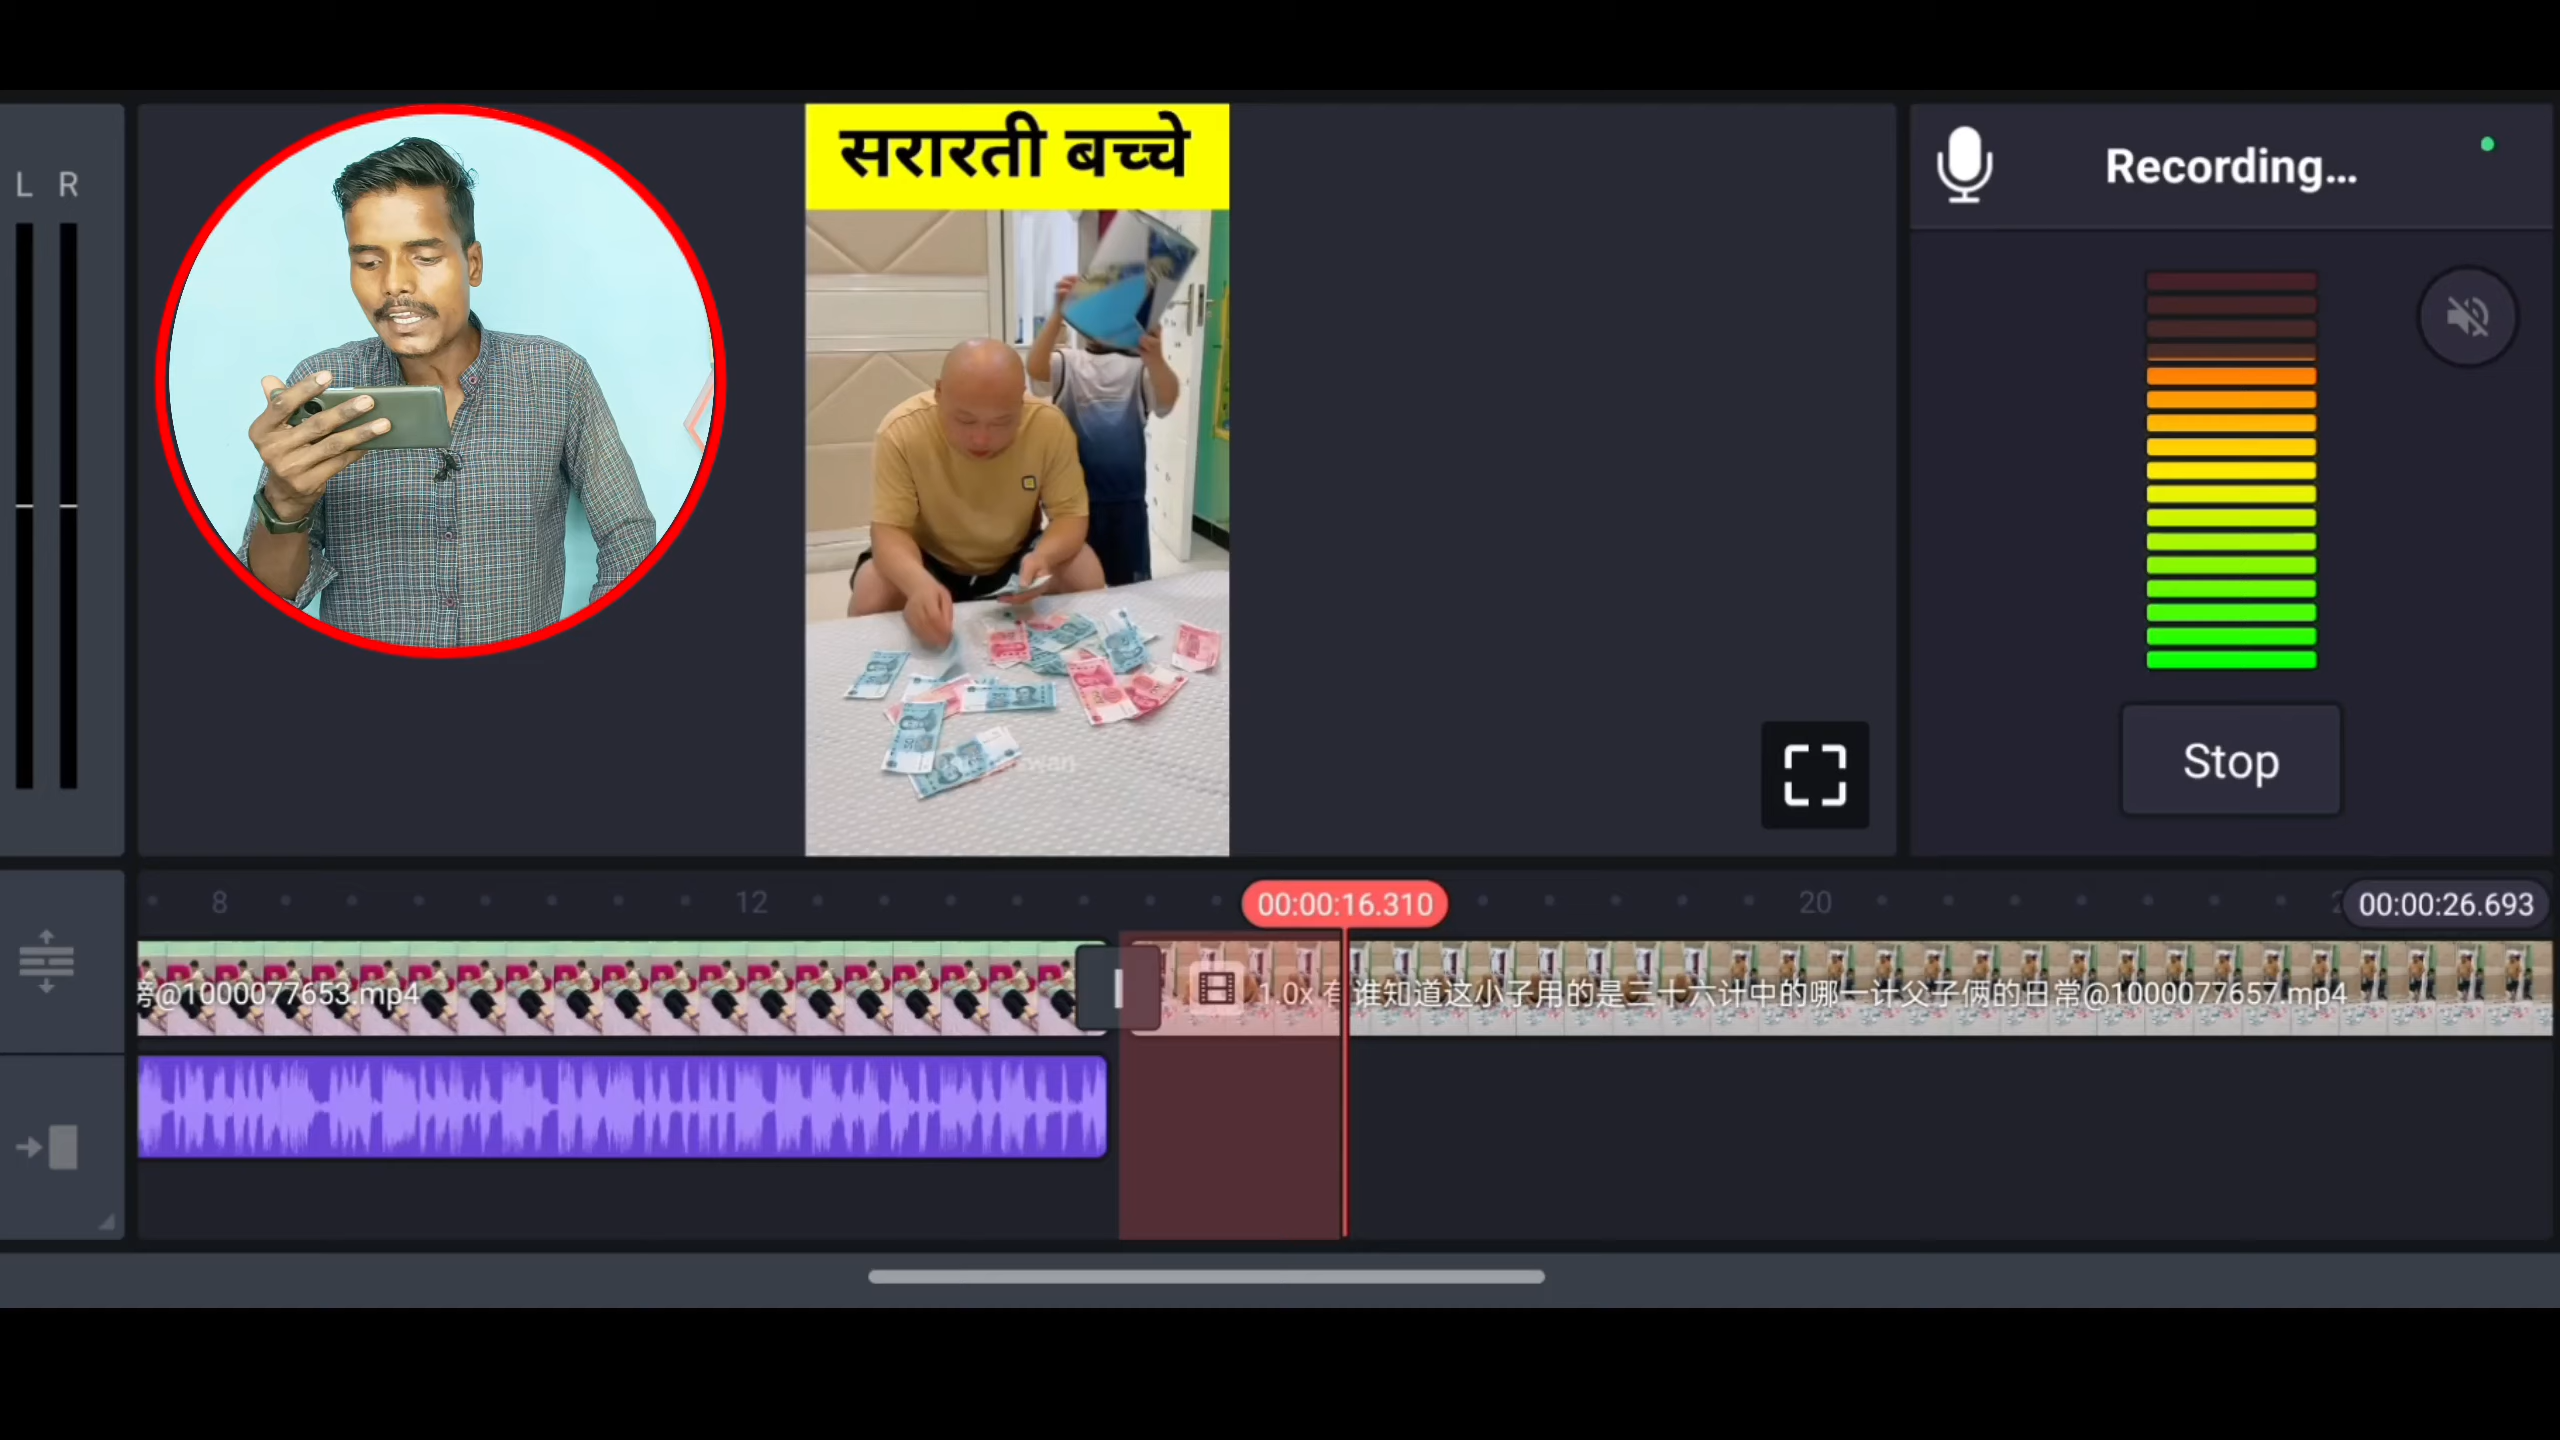 सरारती बच्चे
L R
Recording...
Stop
8
12
00:00:16.310
20
00:00:26.693
@1000077653.mp4
1.0x 有谁知道这小子用的是三十六计中的哪一计父子俩的日常@1000077657.mp4